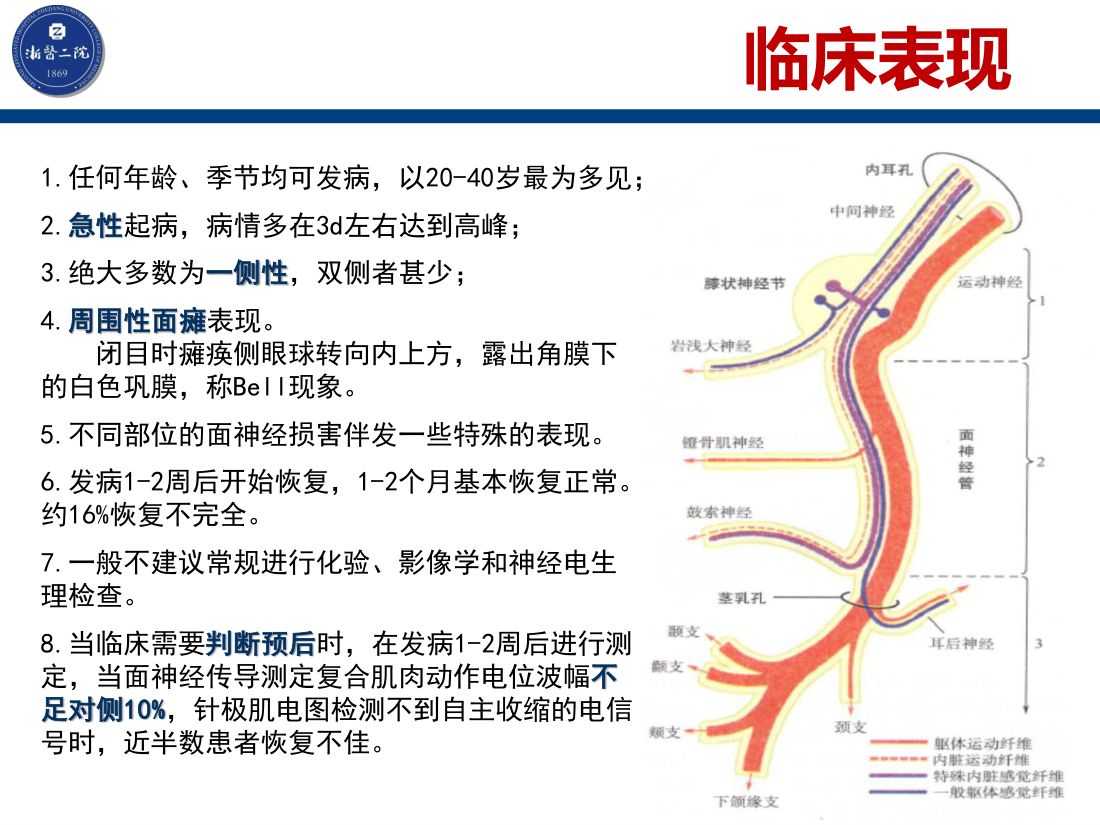 浙醫二院
1869
临床表现
1.任何年龄、季节均可发病，以20-40岁最为多见；
2.急性起病，病情多在3d左右达到高峰；
3.绝大多数为一侧性，双侧者甚少；
4.周围性面瘫表现。
闭目时瘫痪侧眼球转向内上方，露出角膜下
的白色巩膜，称Bell现象。
5.不同部位的面神经损害伴发一些特殊的表现。
6.发病1-2周后开始恢复，1-2个月基本恢复正常。
约16%恢复不完全。
7.一般不建议常规进行化验、影像学和神经电生
理检查。
8.当临床需要判断预后时，在发病1-2周后进行测
定，当面神经传导测定复合肌肉动作电位波幅不
足对侧10%，针极肌电图检测不到自主收缩的电信
号时，近半数患者恢复不佳。
内耳孔
中间神经
膝状神经节
运动神经
1
岩浅大神经
镫骨肌神经
面神经管
2
鼓索神经
茎乳孔
颞支
耳后神经
3
颧支
颊支
颈支
下颌缘支
躯体运动纤维
内脏运动纤维
特殊内脏感觉纤维
一般躯体感觉纤维